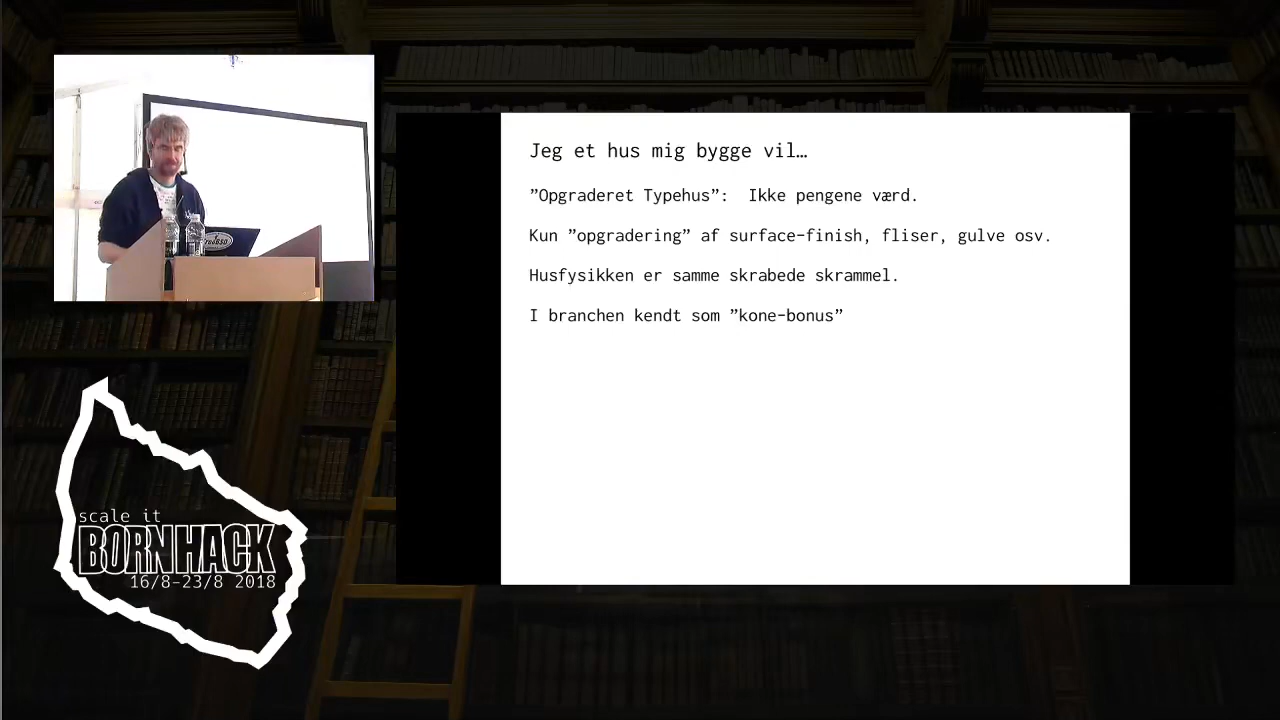 Jeg et hus mig bygge vil…
”Opgraderet Typehus”: Ikke pengene værd.
Kun ”opgradering” af surface-finish, fliser, gulve osv.
Husfysikken er samme skrabede skrammel.
I branchen kendt som ”kone-bonus”
scale it
BORNHACK
16/8-23/8 2018